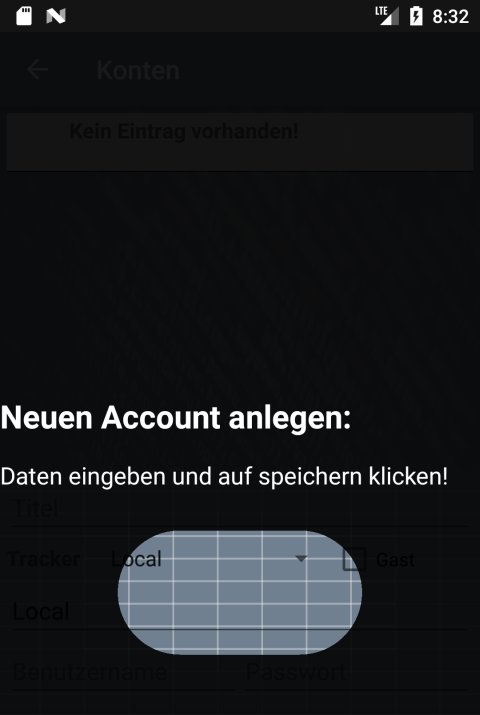 LTE 8:32
Konten
Kein Eintrag vorhanden!
Neuen Account anlegen:
Daten eingeben und auf speichern klicken!
Titel
Tracker Local Gast
Local
Benutzername Passwort